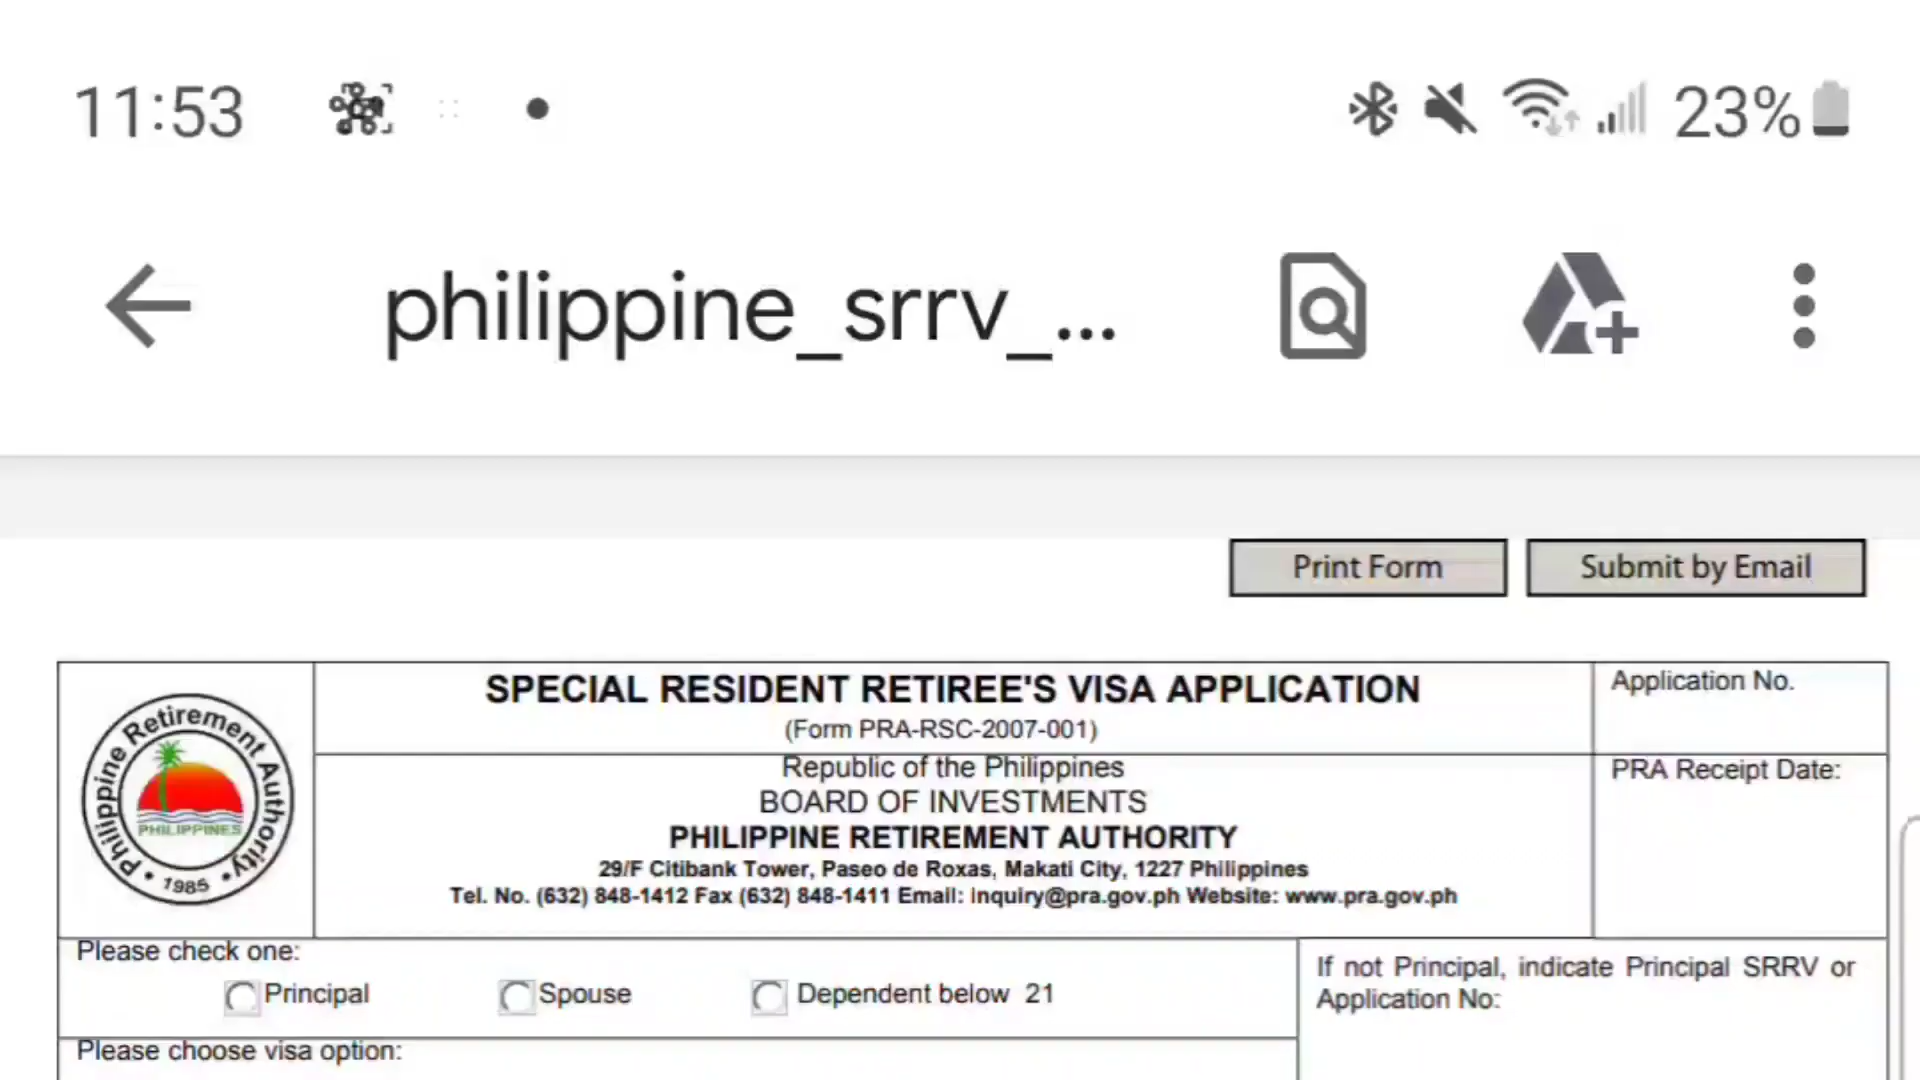 11:53
23%
philippine_srrv_...
Print Form
Submit by Email
SPECIAL RESIDENT RETIREE'S VISA APPLICATION
(Form PRA-RSC-2007-001)
Application No.
Republic of the Philippines
BOARD OF INVESTMENTS
PHILIPPINE RETIREMENT AUTHORITY
29/F Citibank Tower, Paseo de Roxas, Makati City, 1227 Philippines
Tel. No. (632) 848-1412 Fax (632) 848-1411 Email: inquiry@pra.gov.ph Website: www.pra.gov.ph
PRA Receipt Date:
Philippine Retirement Authority
PHILIPPINES
• 1985 •
Please check one:
Principal
Spouse
Dependent below 21
If not Principal, indicate Principal SRRV or
Application No:
Please choose visa option: